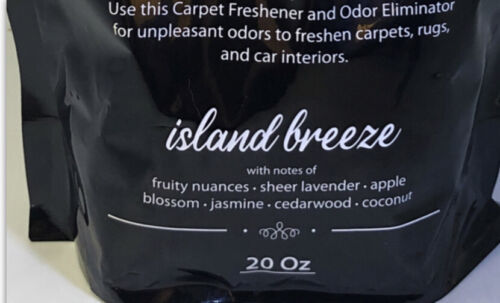 Use this Carpet Freshener and Odor Eliminator
for unpleasant odors to freshen carpets, rugs,
and car interiors.
island breeze
with notes of
fruity nuances · sheer lavender · apple
blossom · jasmine · cedarwood · coconut
20 Oz